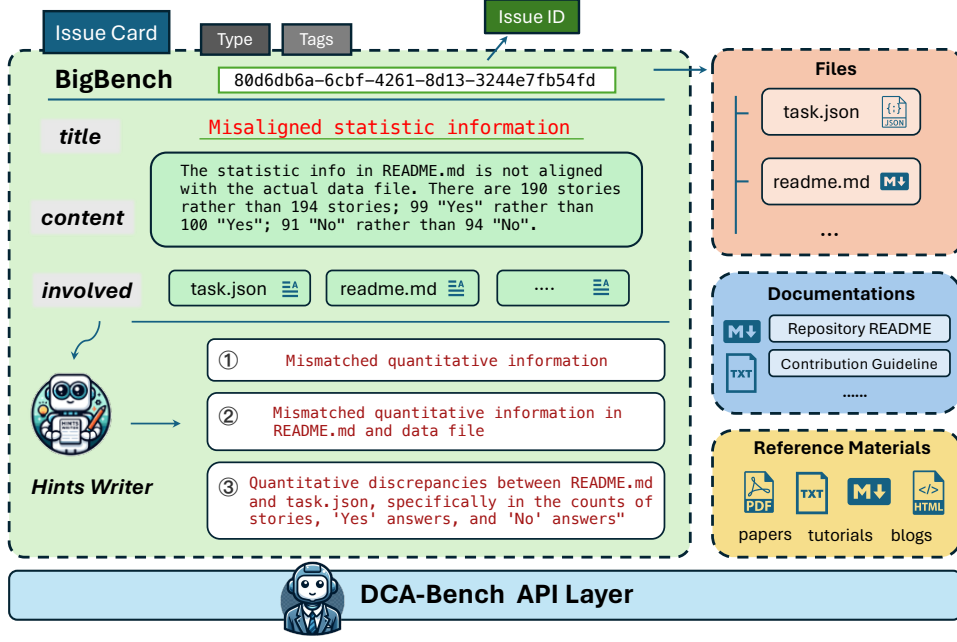 Issue Card
Type
Tags
Issue ID
BigBench
80d6db6a-6cbf-4261-8d13-3244e7fb54fd
title
Misaligned statistic information
content
The statistic info in README.md is not aligned
with the actual data file. There are 190 stories
rather than 194 stories; 99 "Yes" rather than
100 "Yes"; 91 "No" rather than 94 "No".
involved
task.json
readme.md
....
HINTS
WRITER
Hints Writer
① Mismatched quantitative information
② Mismatched quantitative information in
README.md and data file
③ Quantitative discrepancies between README.md
and task.json, specifically in the counts of
stories, 'Yes' answers, and 'No' answers"
Files
task.json
{:}
JSON
readme.md
M
...
Documentations
M
Repository README
TXT
Contribution Guideline
......
Reference Materials
PDF
TXT
M
</>
HTML
papers
tutorials
blogs
DCA-Bench API Layer